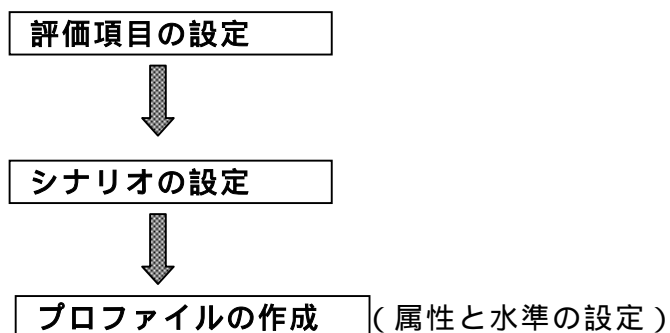 評価項目の設定
シナリオの設定
プロファイルの作成 (属性と水準の設定)